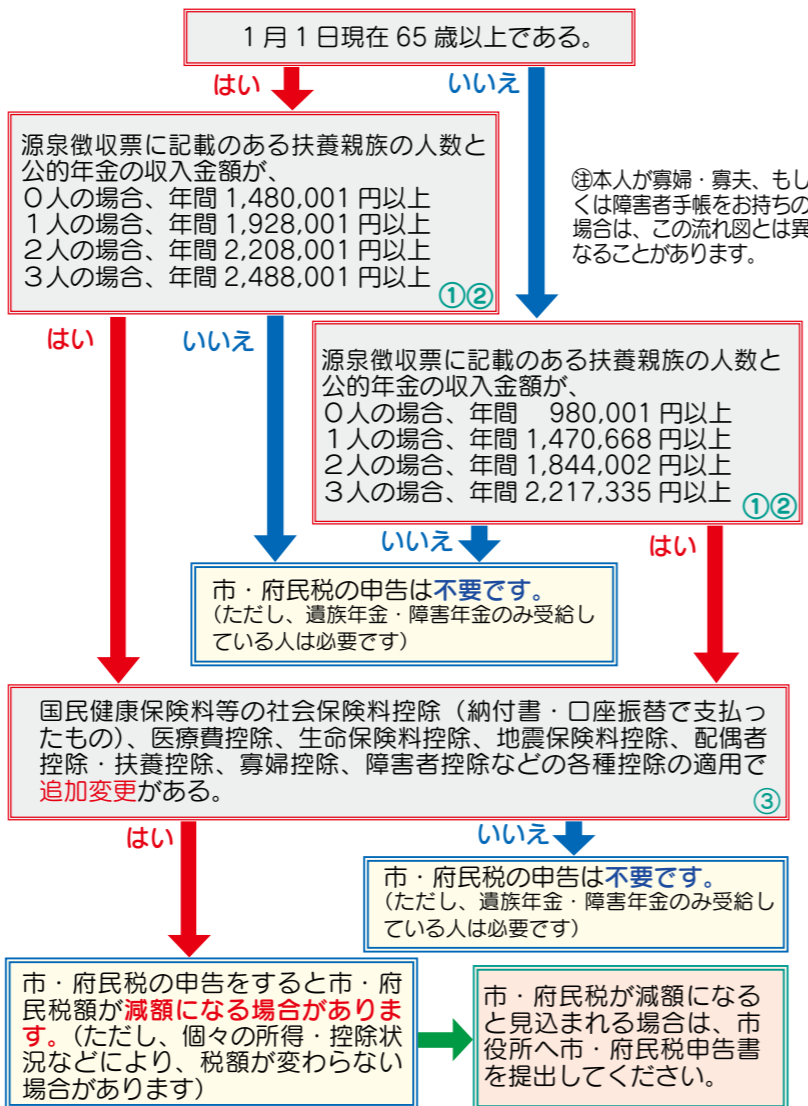 1月1日現在65歳以上である。
はい
いいえ
源泉徴収票に記載のある扶養親族の人数と
公的年金の収入金額が、
０人の場合、年間1,480,001円以上
１人の場合、年間1,928,001円以上
２人の場合、年間2,208,001円以上
３人の場合、年間2,488,001円以上
①②
㊟本人が寡婦・寡夫、もし
くは障害者手帳をお持ちの
場合は、この流れ図とは異
なることがあります。
はい
いいえ
源泉徴収票に記載のある扶養親族の人数と
公的年金の収入金額が、
０人の場合、年間　980,001円以上
１人の場合、年間1,470,668円以上
２人の場合、年間1,844,002円以上
３人の場合、年間2,217,335円以上
①②
いいえ
はい
市・府民税の申告は不要です。
（ただし、遺族年金・障害年金のみ受給し
ている人は必要です）
国民健康保険料等の社会保険料控除（納付書・口座振替で支払っ
たもの）、医療費控除、生命保険料控除、地震保険料控除、配偶者
控除・扶養控除、寡婦控除、障害者控除などの各種控除の適用で
追加変更がある。
③
はい
いいえ
市・府民税の申告は不要です。
（ただし、遺族年金・障害年金のみ受給し
ている人は必要です）
市・府民税の申告をすると市・府
民税額が減額になる場合がありま
す。（ただし、個々の所得・控除状
況などにより、税額が変わらない
場合があります）
市・府民税が減額になる
と見込まれる場合は、市
役所へ市・府民税申告書
を提出してください。